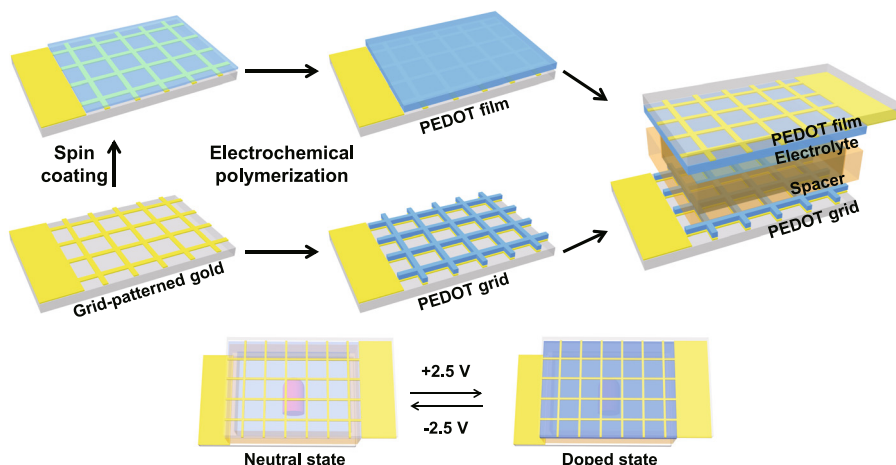 Spin
coating
Electrochemical
polymerization
PEDOT film
Grid-patterned gold
PEDOT grid
PEDOT film
Electrolyte
Spacer
PEDOT grid
+2.5 V
-2.5 V
Neutral state
Doped state